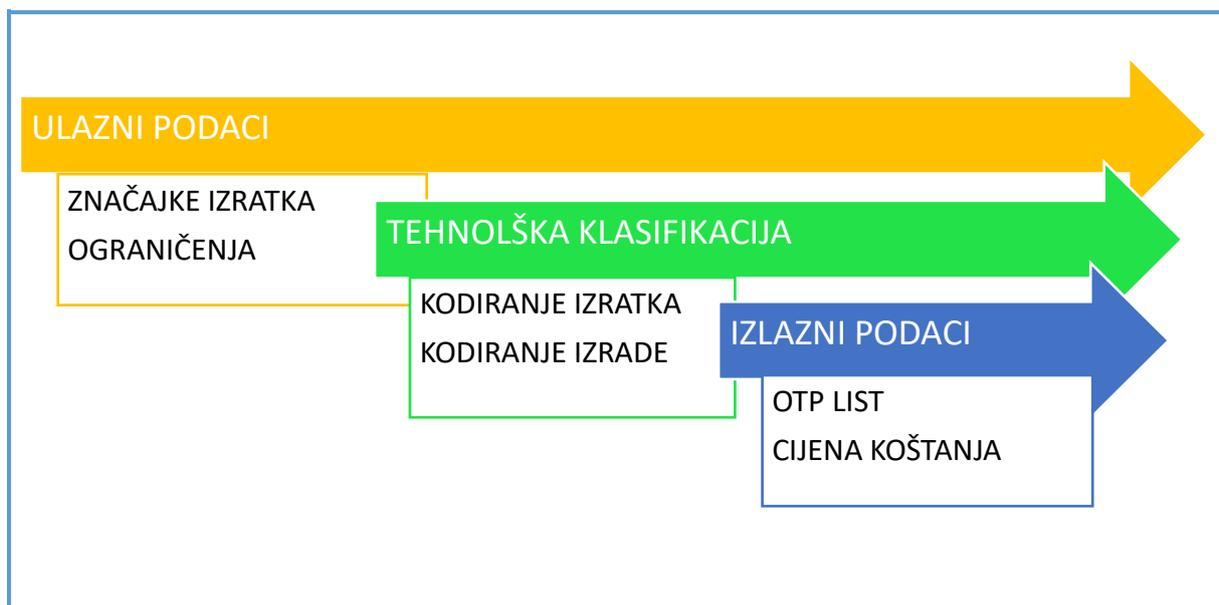 ULAZNI PODACI
ZNAČAJKE IZRATKA
OGRANIČENJA
TEHNOLŠKA KLASIFIKACIJA
KODIRANJE IZRATKA
KODIRANJE IZRADE
IZLAZNI PODACI
OTP LIST
CIJENA KOŠTANJA